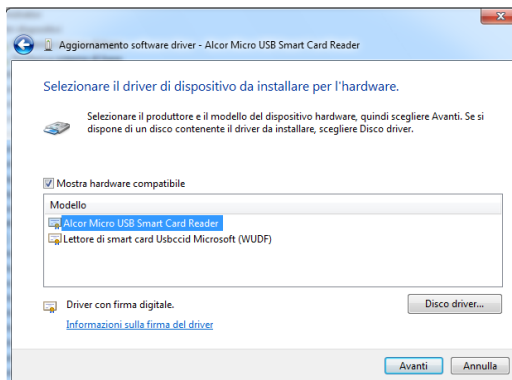 Aggiornamento software driver - Alcor Micro USB Smart Card Reader
Selezionare il driver di dispositivo da installare per l'hardware.
Selezionare il produttore e il modello del dispositivo hardware, quindi scegliere Avanti. Se si
dispone di un disco contenente il driver da installare, scegliere Disco driver.
Mostra hardware compatibile
Modello
Alcor Micro USB Smart Card Reader
Lettore di smart card Usbccid Microsoft (WUDF)
Driver con firma digitale.
Disco driver...
Informazioni sulla firma del driver
Avanti
Annulla